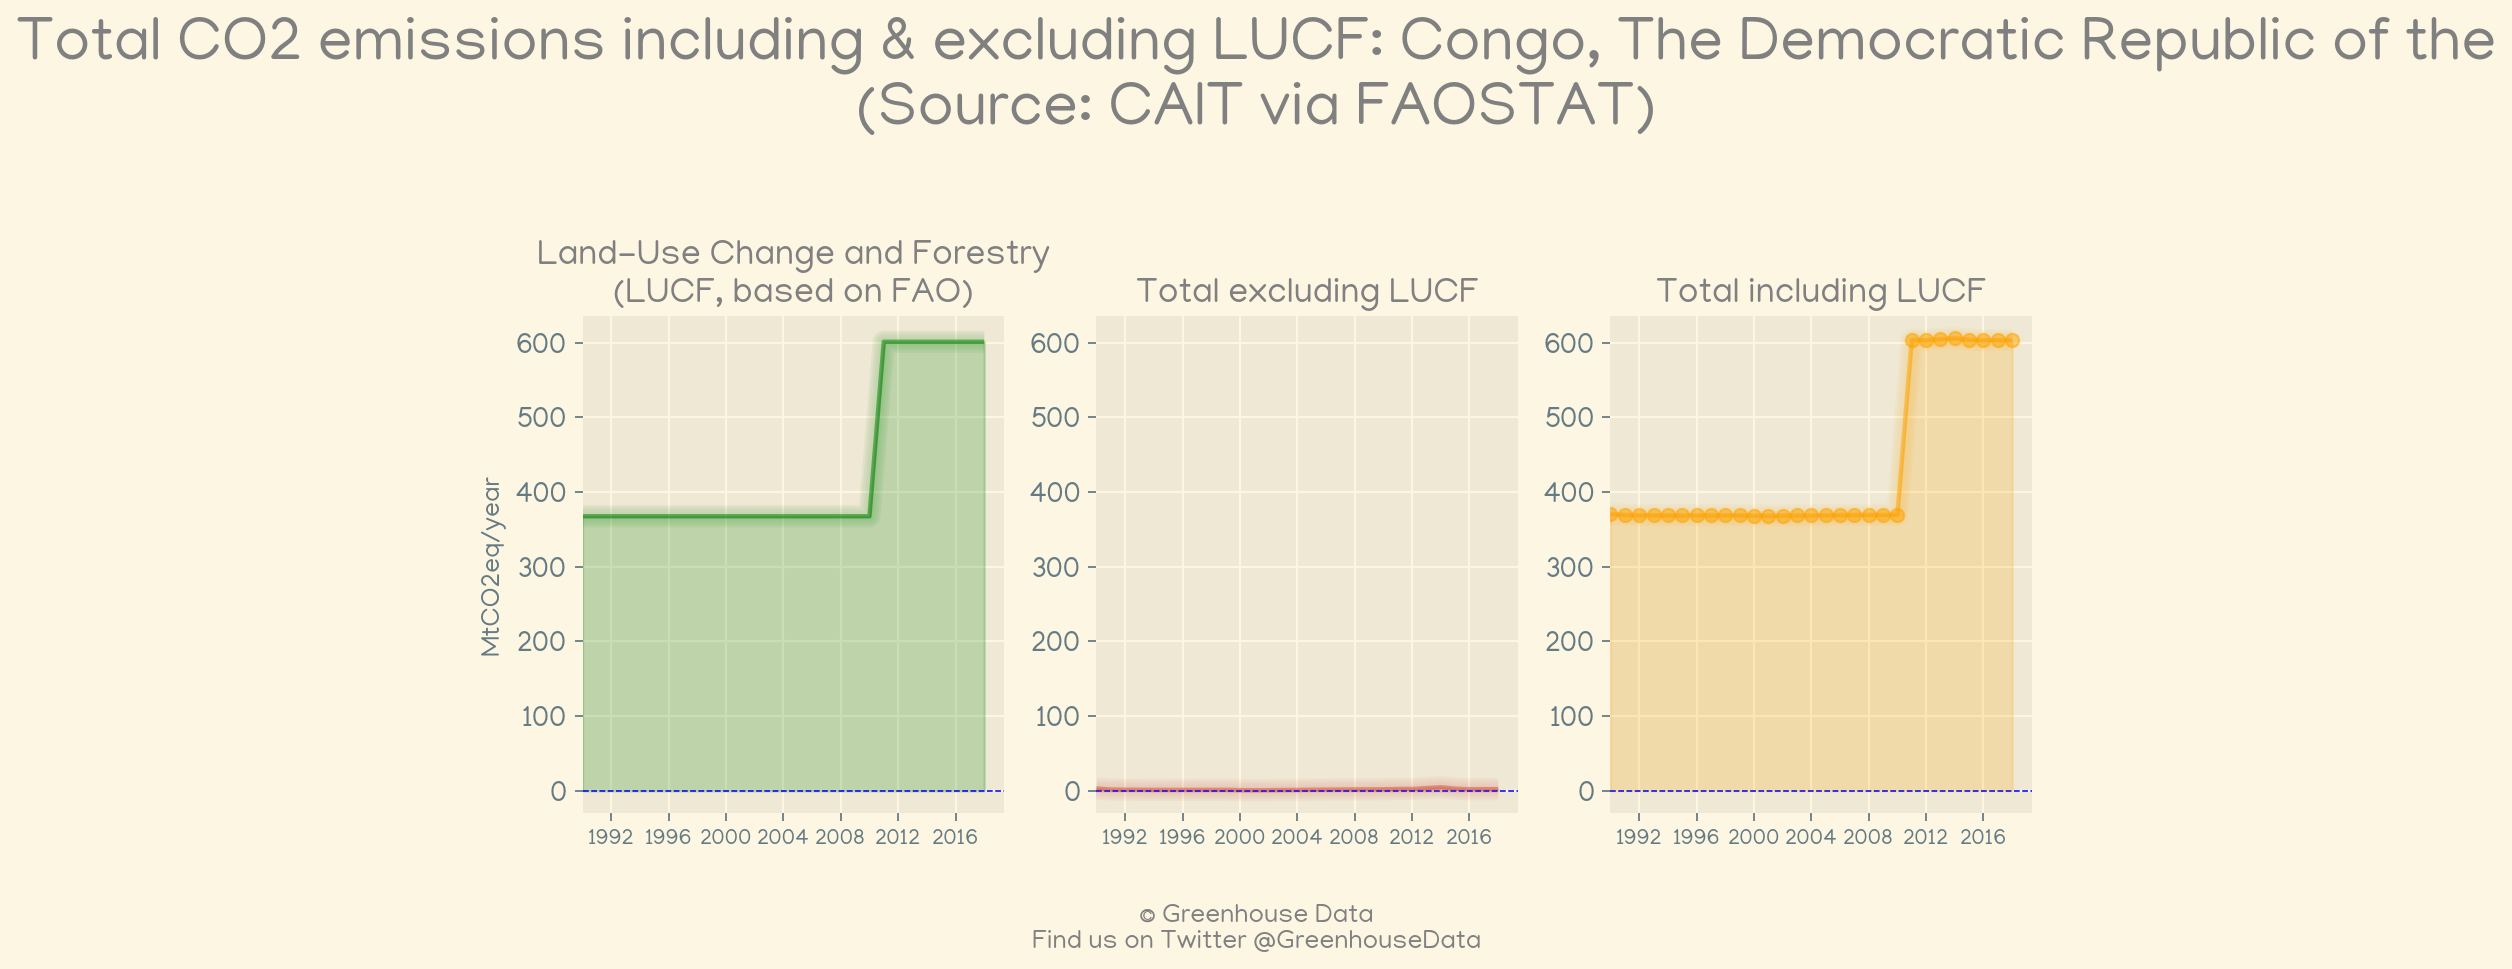 Total CO2 emissions including & excluding LUCF: Congo, The Democratic Republic of the
(Source: CAIT via FAOSTAT)
Land-Use Change and Forestry
(LUCF, based on FAO)
Total excluding LUCF
Total including LUCF
MtCO2eq/year
600
500
400
300
200
100
0
1992 1996 2000 2004 2008 2012 2016
600
500
400
300
200
100
0
1992 1996 2000 2004 2008 2012 2016
600
500
400
300
200
100
0
1992 1996 2000 2004 2008 2012 2016
© Greenhouse Data
Find us on Twitter @GreenhouseData